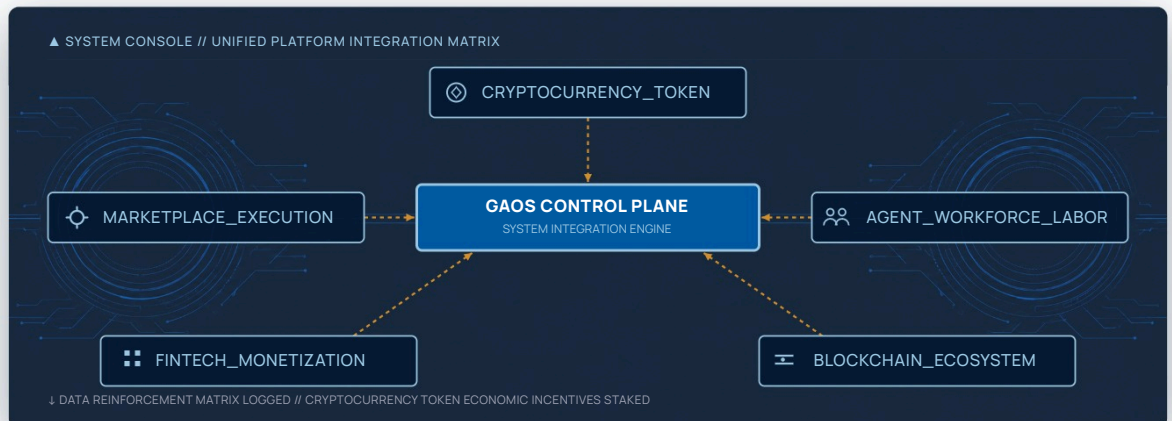 ▲ SYSTEM CONSOLE // UNIFIED PLATFORM INTEGRATION MATRIX
CRYPTOCURRENCY_TOKEN
MARKETPLACE_EXECUTION
GAOS CONTROL PLANE
SYSTEM INTEGRATION ENGINE
AGENT_WORKFORCE_LABOR
FINTECH_MONETIZATION
BLOCKCHAIN_ECOSYSTEM
↓ DATA REINFORCEMENT MATRIX LOGGED // CRYPTOCURRENCY TOKEN ECONOMIC INCENTIVES STAKED